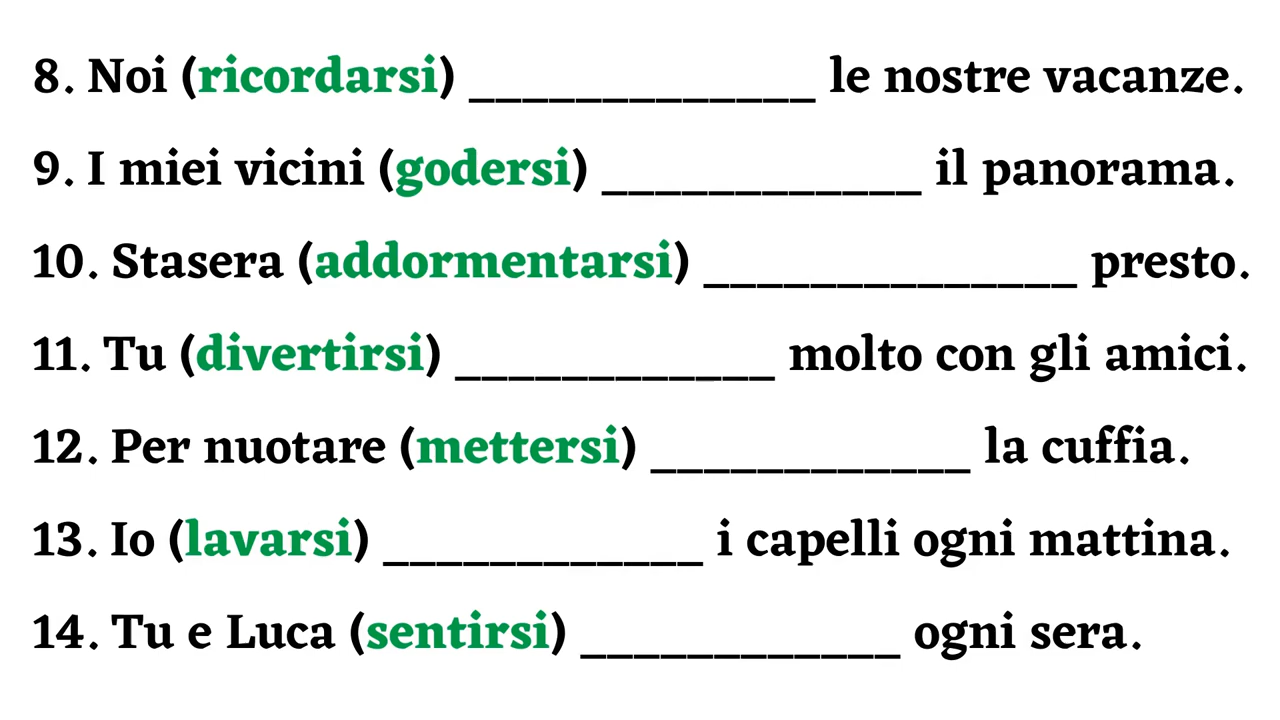 8. Noi (ricordarsi) _____________ le nostre vacanze.
9. I miei vicini (godersi) ____________ il panorama.
10. Stasera (addormentarsi) ______________ presto.
11. Tu (divertirsi) ____________ molto con gli amici.
12. Per nuotare (mettersi) ____________ la cuffia.
13. Io (lavarsi) ____________ i capelli ogni mattina.
14. Tu e Luca (sentirsi) ____________ ogni sera.